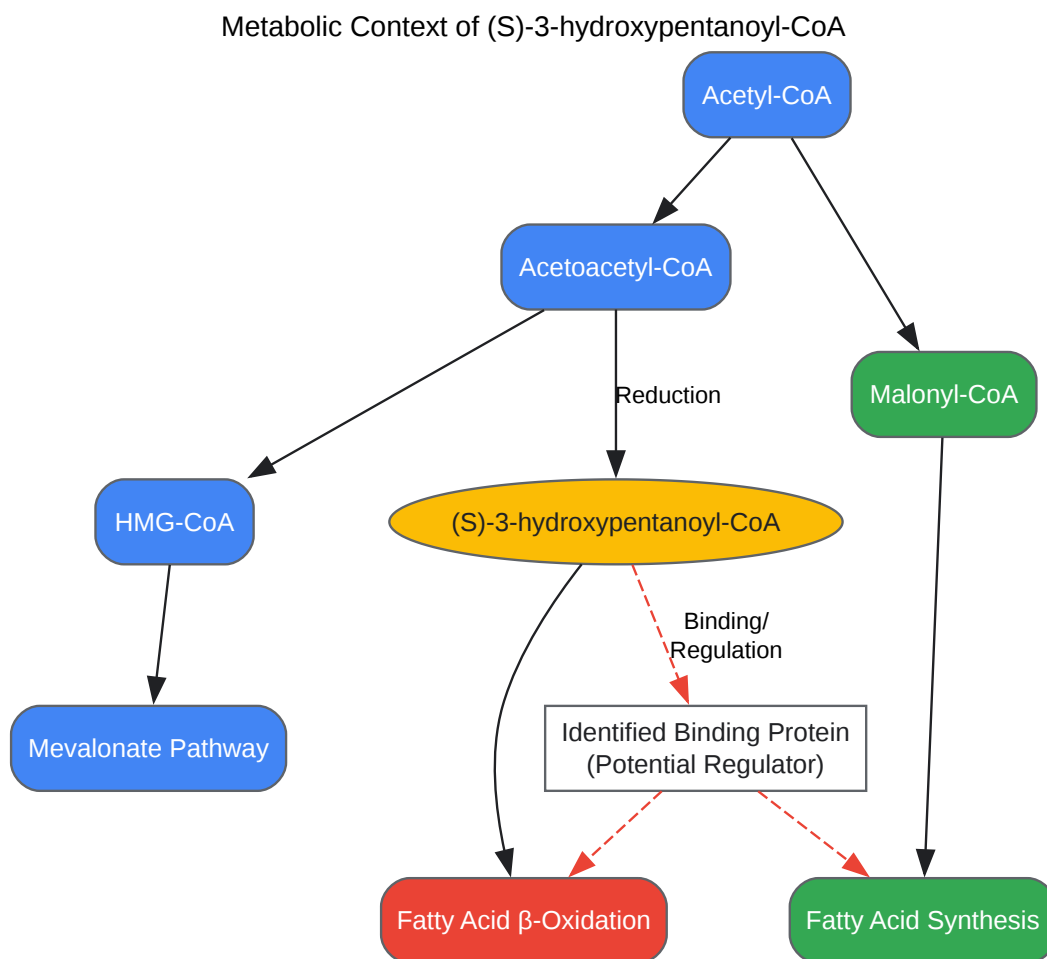 Metabolic Context of (S)-3-hydroxypentanoyl-CoA
Acetyl-CoA
Acetoacetyl-CoA
Malonyl-CoA
Reduction
HMG-CoA
(S)-3-hydroxypentanoyl-CoA
Binding/
Regulation
Mevalonate Pathway
Identified Binding Protein
(Potential Regulator)
Fatty Acid β-Oxidation
Fatty Acid Synthesis